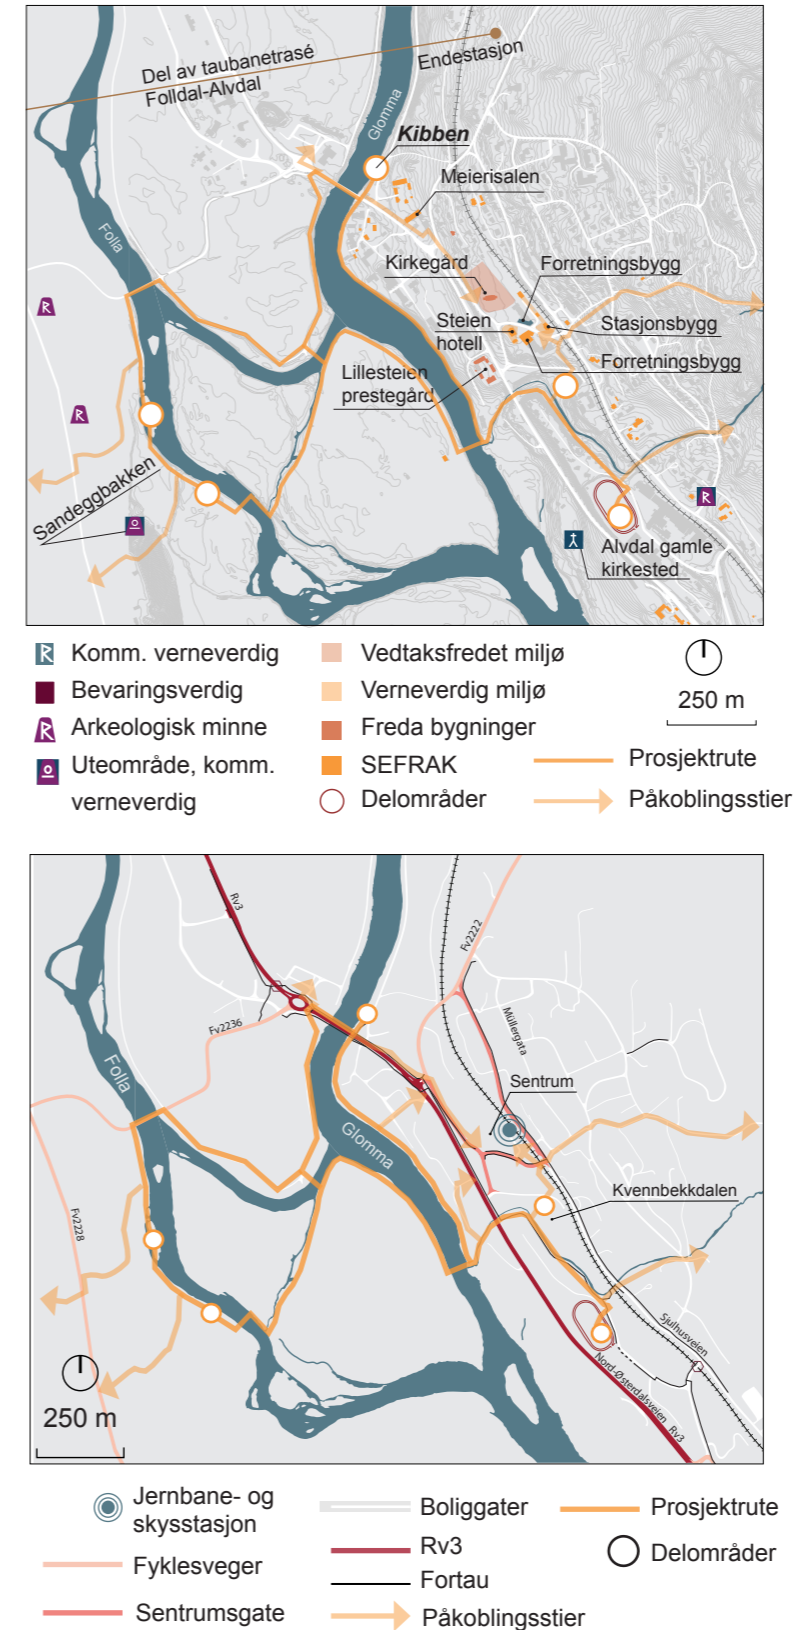 Del av taubanetrasé
Folldal-Alvdal
Endestasjon
Glomma
Kibben
Meierisalen
Folla
Kirkegård
Forretningsbygg
Steien
hotell
Stasjonsbygg
Lillesteien
prestegård
Forretningsbygg
Sandeggbakken
Alvdal gamle
kirkested
Komm. verneverdig
Bevaringsverdig
Arkeologisk minne
Uteområde, komm.
verneverdig
Vedtaksfredet miljø
Verneverdig miljø
Freda bygninger
SEFRAK
Delområder
250 m
Prosjektrute
Påkoblingsstier
Rv3
Fv2222
Müllergata
Fv2236
Folla
Sentrum
Glomma
Kvennbekkdalen
Fv2228
Sjulhusveien
Nord-Østerdalsveien Rv3
250 m
Jernbane- og
skysstasjon
Fyklesveger
Sentrumsgate
Boliggater
Rv3
Fortau
Påkoblingsstier
Prosjektrute
Delområder